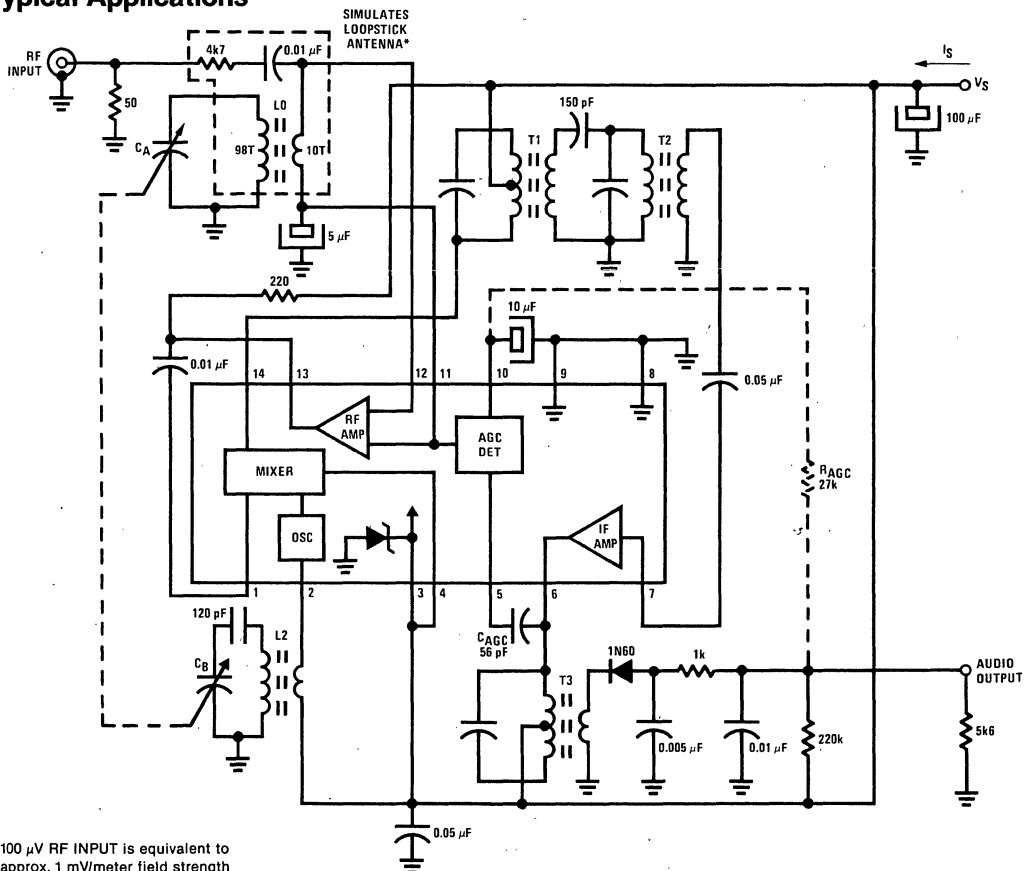 ypical Applications
SIMULATES
LOOPSTICK
ANTENNA*
RF
INPUT
4k7
0.01 µF
IS
VS
50
150 pF
100 µF
L0
T1
T2
CA
98T
10T
5 µF
220
10 µF
0.01 µF
0.05 µF
14
13
12
11
10
9
8
RF
AMP
AGC
DET
MIXER
RAGC
27k
OSC
IF
AMP
1
2
3
4
5
6
7
120 pF
L2
CAGC
56 pF
CB
1N60
1k
T3
AUDIO
OUTPUT
0.005 µF
0.01 µF
220k
5k6
0.05 µF
100 µV RF INPUT is equivalent to
approx. 1 mV/meter field strength